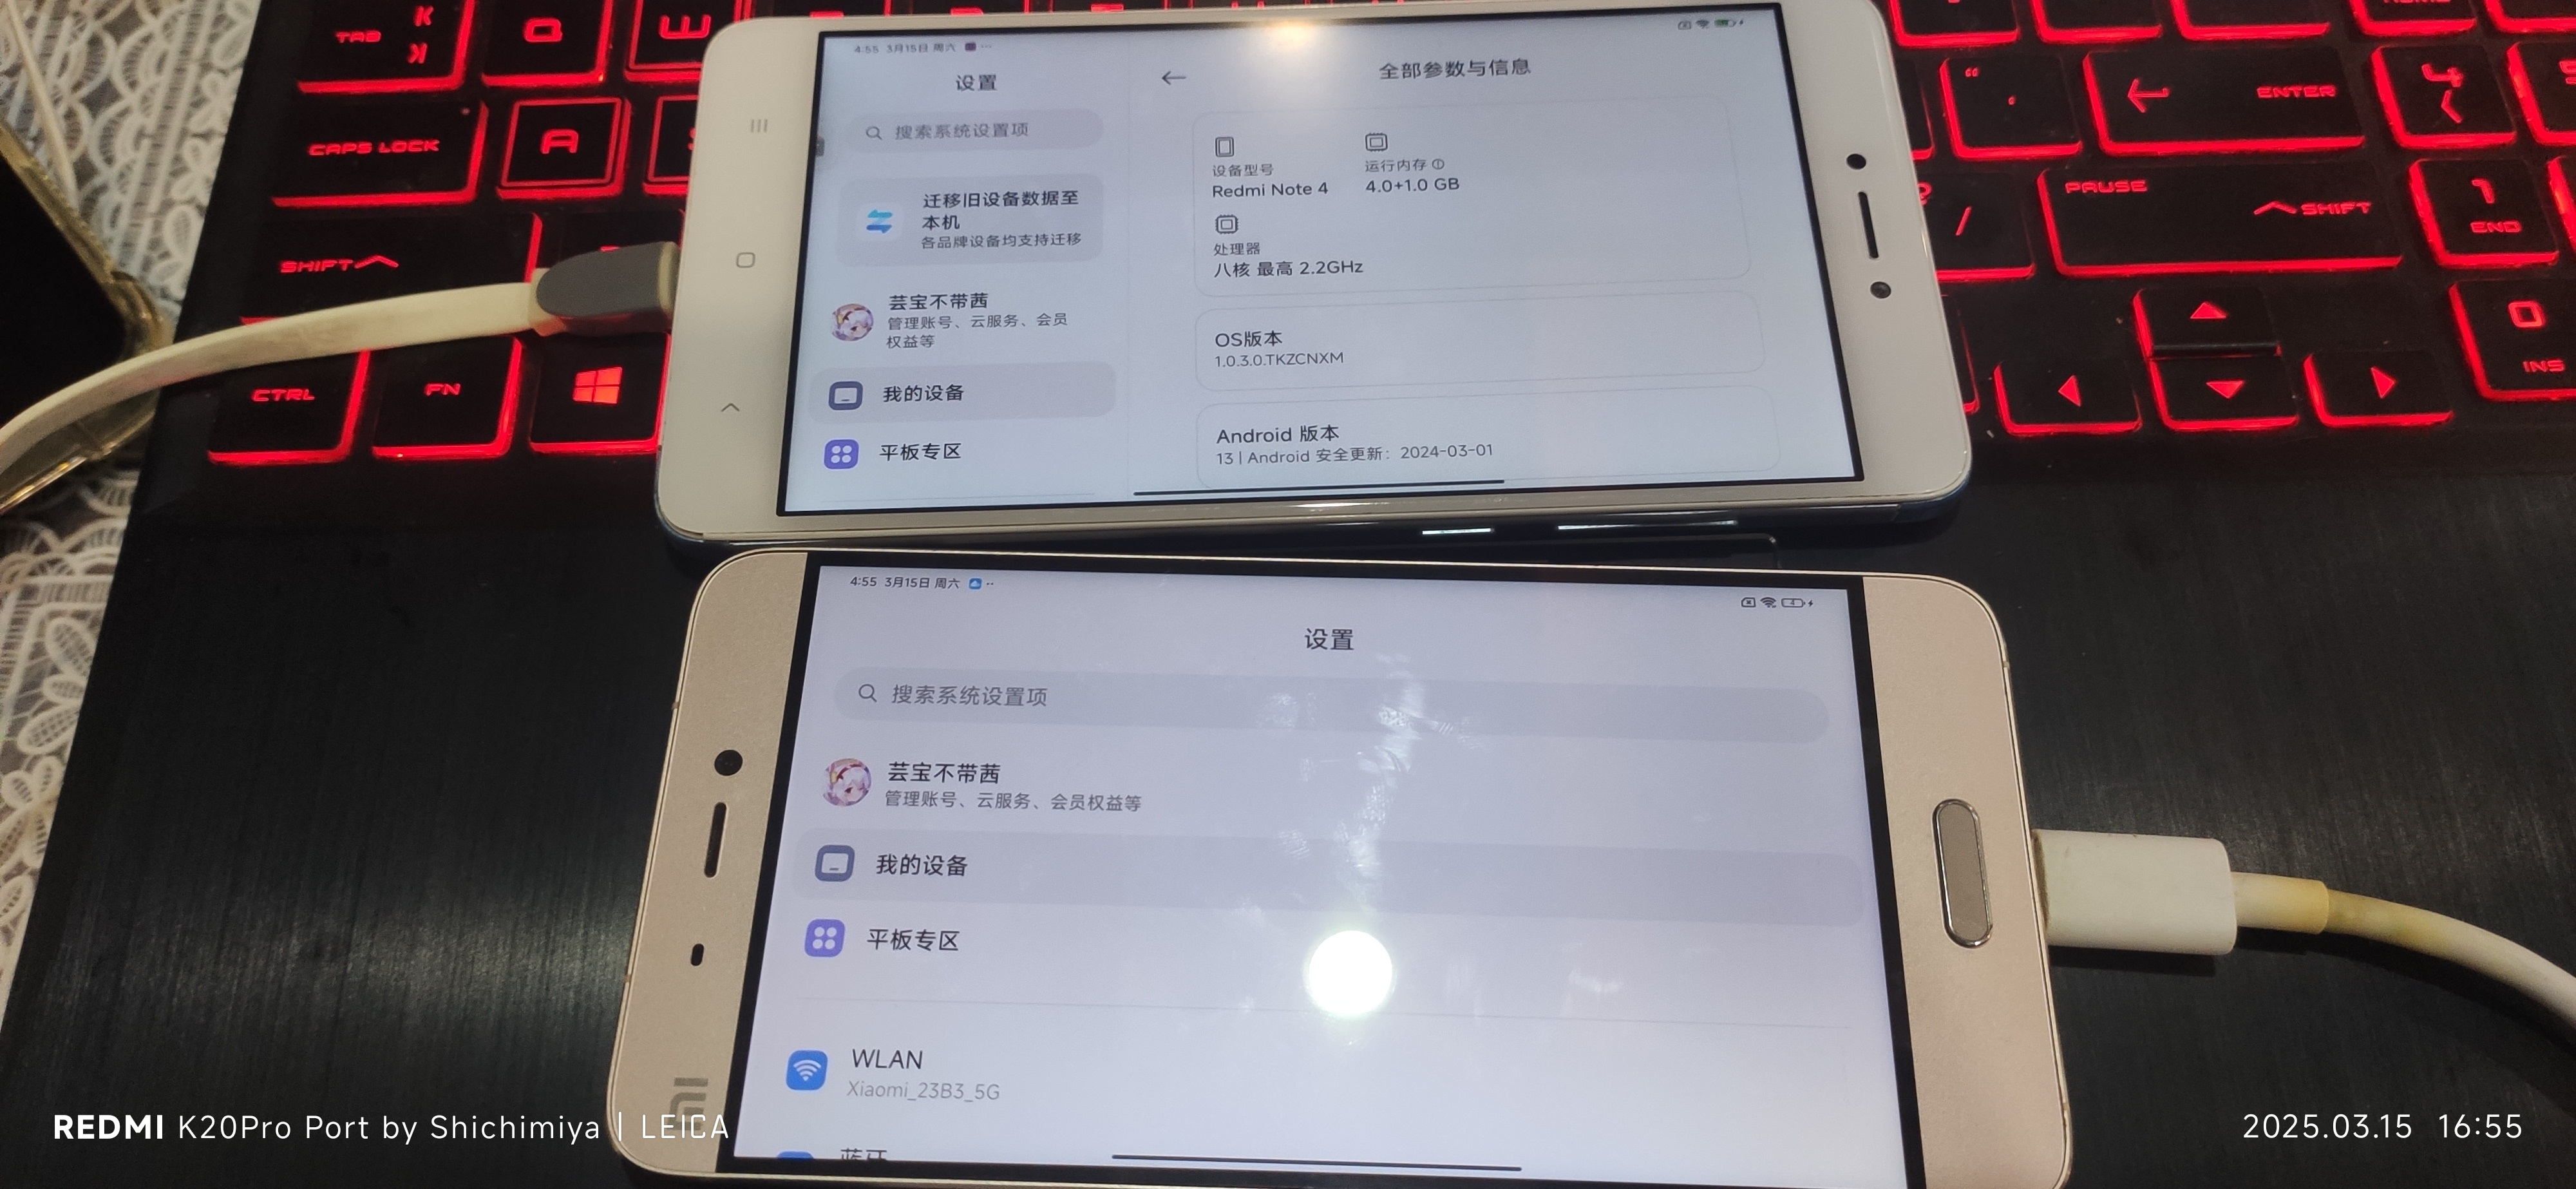 TAB
K
Q
W
CAPS LOCK
A
SHIFT
CTRL
FN
ENTER
PAUSE
SHIFT
4
1
END
0
INS
/
4:55 3月15日 周六
设置
搜索系统设置项
迁移旧设备数据至
本机
各品牌设备均支持迁移
芸宝不带茜
管理账号、云服务、会员
权益等
我的设备
平板专区
全部参数与信息
设备型号
Redmi Note 4
运行内存
4.0+1.0 GB
处理器
八核 最高 2.2GHz
OS版本
1.0.3.0.TKZCNXM
Android 版本
13 | Android 安全更新：2024-03-01
4:55 3月15日 周六
设置
搜索系统设置项
芸宝不带茜
管理账号、云服务、会员权益等
我的设备
平板专区
WLAN
Xiaomi_23B3_5G
蓝牙
REDMI K20Pro Port by Shichimiya | LEICA
2025.03.15 16:55